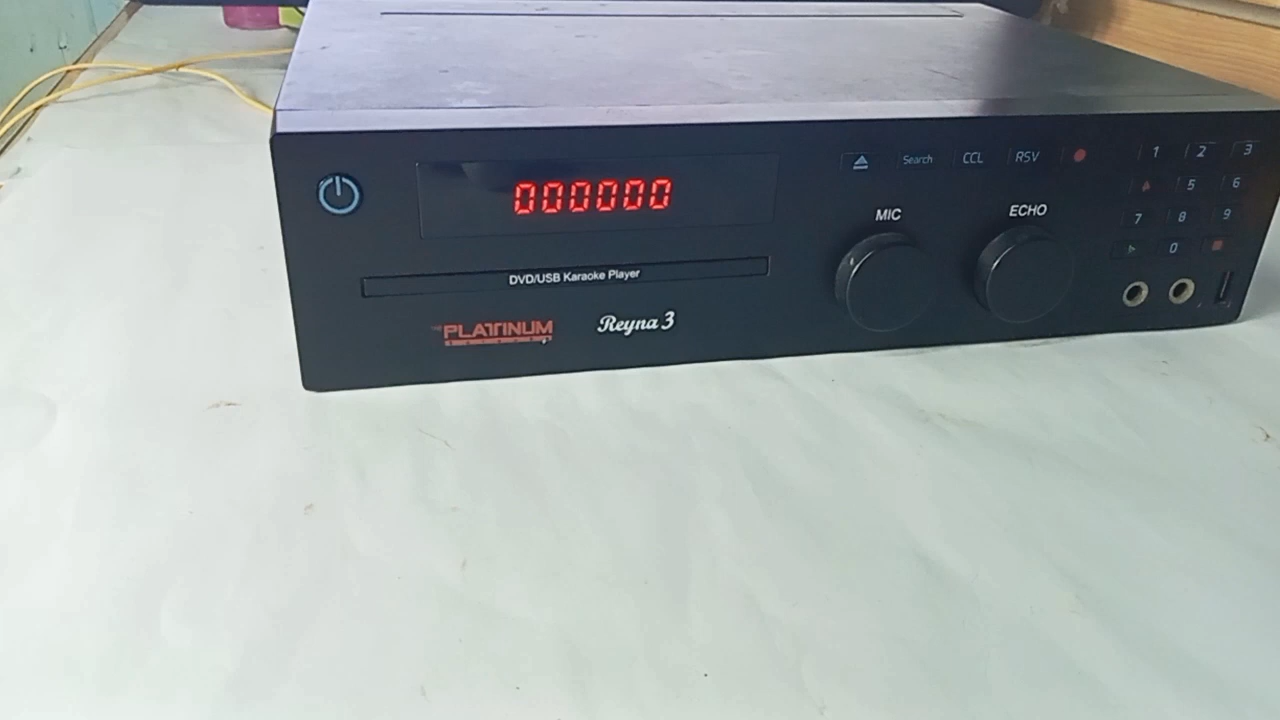 000000
Search CCL RSV
1 2 3
5 6
7 8 9
0
MIC ECHO
DVD/USB Karaoke Player
THE PLATINUM
Reyna 3